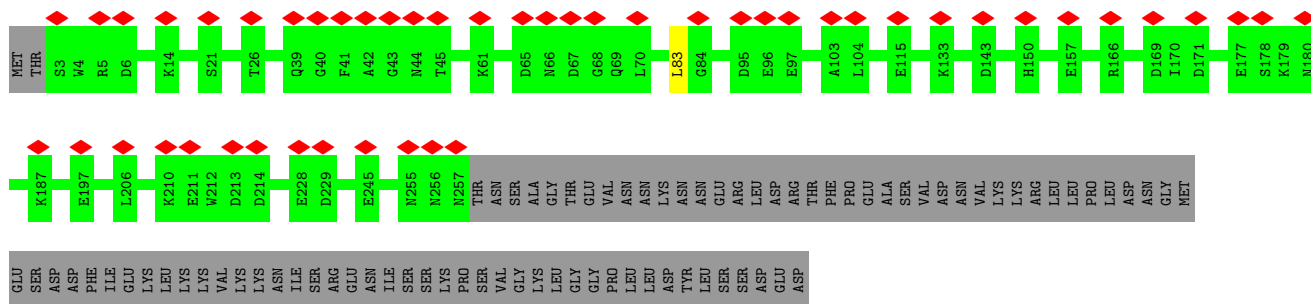 MET THR S3 W4 R5 D6 K14 S21 T26 Q39 G40 F41 A42 G43 N44 T45 K61 D65 N66 D67 G68 Q69 L70 L83 G84 D95 E96 E97 A103 L104 E115 K133 D143 H150 E157 R166 D169 I170 D171 E177 S178 K179 N180
K187 E197 L206 K210 E211 W212 D213 D214 E228 D229 E245 N255 N256 N257 THR ASN SER ALA GLY THR GLU VAL ASN ASN LYS ASN ASN GLU ARG LEU ASP ARG THR PHE PRO GLU ALA SER VAL ASP ASN VAL LYS LYS ARG LEU LEU PRO LEU ASP ASN GLY MET
GLU SER ASP ASP PHE ILE GLU LYS LEU LYS LYS VAL LYS LYS ASN ILE SER ARG GLU ASN ILE SER SER LYS PRO SER VAL GLY LYS LEU GLY GLY PRO LEU LEU ASP TYR LEU SER SER ASP GLU ASP